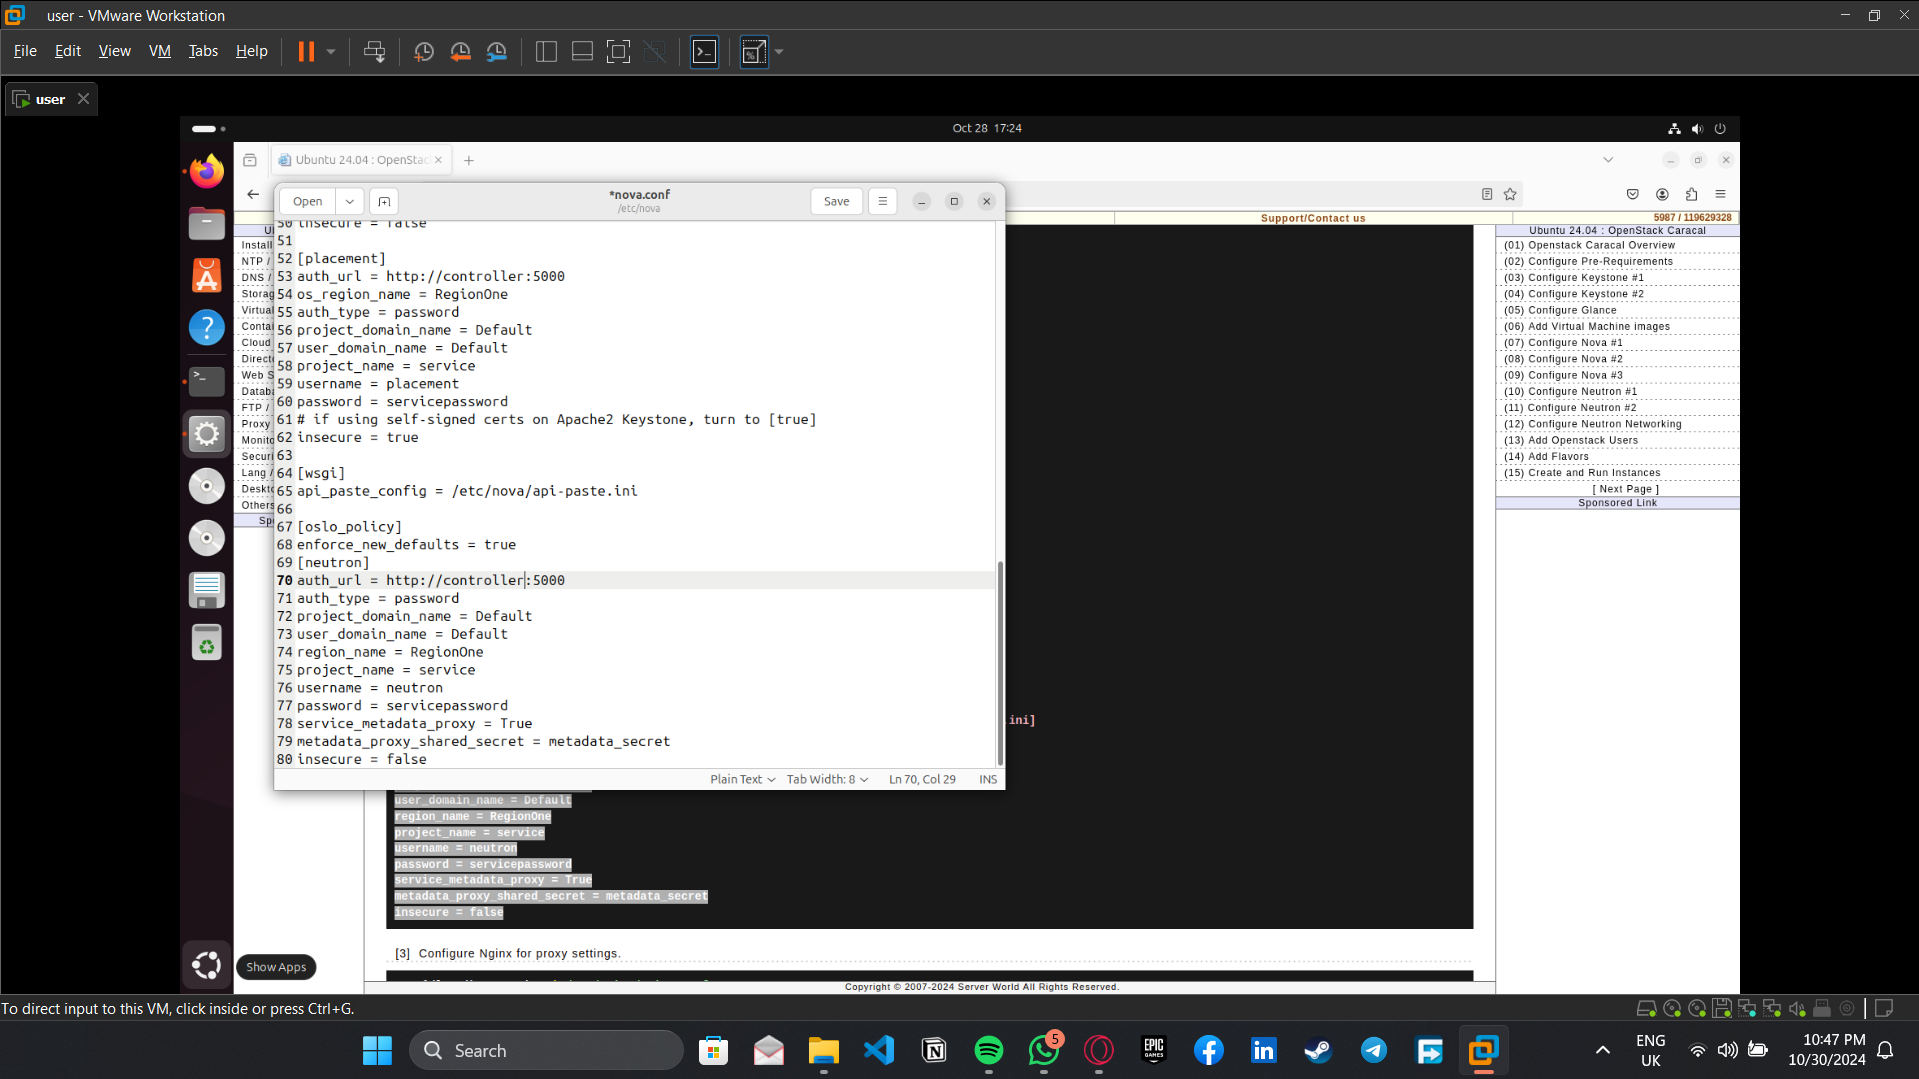 user - VMware Workstation
File Edit View VM Tabs Help
user
Oct 28 17:24
Ubuntu 24.04 : OpenStac
Open
*nova.conf
/etc/nova
Save
Support/Contact us
5987 / 119629328
50 insecure = false
51
52 [placement]
53 auth_url = http://controller:5000
54 os_region_name = RegionOne
55 auth_type = password
56 project_domain_name = Default
57 user_domain_name = Default
58 project_name = service
59 username = placement
60 password = servicepassword
61 # if using self-signed certs on Apache2 Keystone, turn to [true]
62 insecure = true
63
64 [wsgi]
65 api_paste_config = /etc/nova/api-paste.ini
66
67 [oslo_policy]
68 enforce_new_defaults = true
69 [neutron]
70 auth_url = http://controller:5000
71 auth_type = password
72 project_domain_name = Default
73 user_domain_name = Default
74 region_name = RegionOne
75 project_name = service
76 username = neutron
77 password = servicepassword
78 service_metadata_proxy = True
79 metadata_proxy_shared_secret = metadata_secret
80 insecure = false
Plain Text Tab Width: 8 Ln 70, Col 29 INS
U
Install
NTP /
DNS /
Storag
Virtual
Contai
Cloud
Direct
Web S
Databa
FTP /
Proxy
Monito
Securi
Lang /
Deskto
Others
Sp
.ini]
user_domain_name = Default
region_name = RegionOne
project_name = service
username = neutron
password = servicepassword
service_metadata_proxy = True
metadata_proxy_shared_secret = metadata_secret
insecure = false
[3] Configure Nginx for proxy settings.
Copyright © 2007-2024 Server World All Rights Reserved.
Ubuntu 24.04 : OpenStack Caracal
(01) Openstack Caracal Overview
(02) Configure Pre-Requirements
(03) Configure Keystone #1
(04) Configure Keystone #2
(05) Configure Glance
(06) Add Virtual Machine images
(07) Configure Nova #1
(08) Configure Nova #2
(09) Configure Nova #3
(10) Configure Neutron #1
(11) Configure Neutron #2
(12) Configure Neutron Networking
(13) Add Openstack Users
(14) Add Flavors
(15) Create and Run Instances
[ Next Page ]
Sponsored Link
Show Apps
To direct input to this VM, click inside or press Ctrl+G.
Search
EPIC GAMES
5
ENG
UK
10:47 PM
10/30/2024